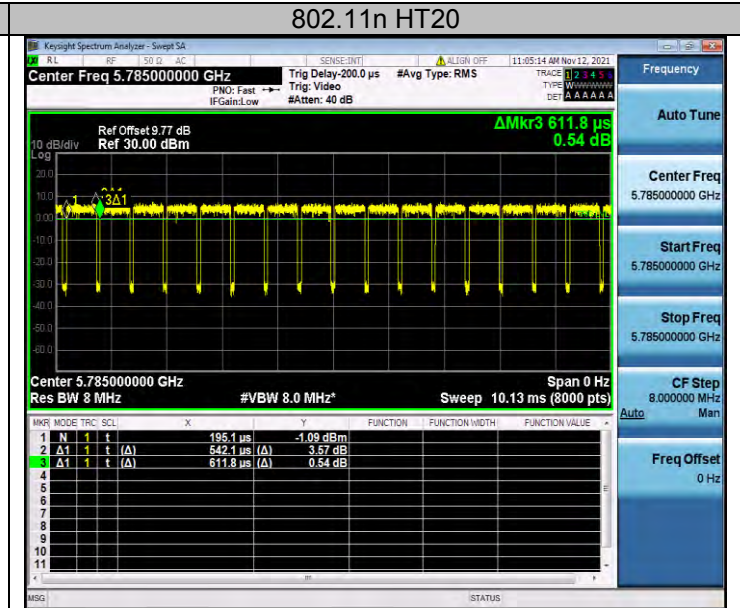 802.11n HT20
Keysight Spectrum Analyzer - Swept SA
RL RF 50 Ω AC SENSE:INT ALIGN OFF 11:05:14 AM Nov 12, 2021
Center Freq 5.785000000 GHz
PNO: Fast
IFGain:Low
Trig Delay-200.0 µs
Trig: Video
#Atten: 40 dB
#Avg Type: RMS
TRACE 1 2 3 4 5 6
TYPE
DET A A A A A A
Ref Offset 9.77 dB
Ref 30.00 dBm
10 dB/div
Log
ΔMkr3 611.8 µs
0.54 dB
20.0
10.0
0.00
-10.0
-20.0
-30.0
-40.0
-50.0
-60.0
1
3Δ1
Center 5.785000000 GHz
Span 0 Hz
Res BW 8 MHz
#VBW 8.0 MHz*
Sweep 10.13 ms (8000 pts)
MKR MODE TRC SCL X Y FUNCTION FUNCTION WIDTH FUNCTION VALUE
1 N 1 t 195.1 µs -1.09 dBm
2 Δ1 1 t (Δ) 542.1 µs (Δ) 3.57 dB
3 Δ1 1 t (Δ) 611.8 µs (Δ) 0.54 dB
4
5
6
7
8
9
10
11
MSG
STATUS
Frequency
Auto Tune
Center Freq
5.785000000 GHz
Start Freq
5.785000000 GHz
Stop Freq
5.785000000 GHz
CF Step
8.000000 MHz
Auto Man
Freq Offset
0 Hz